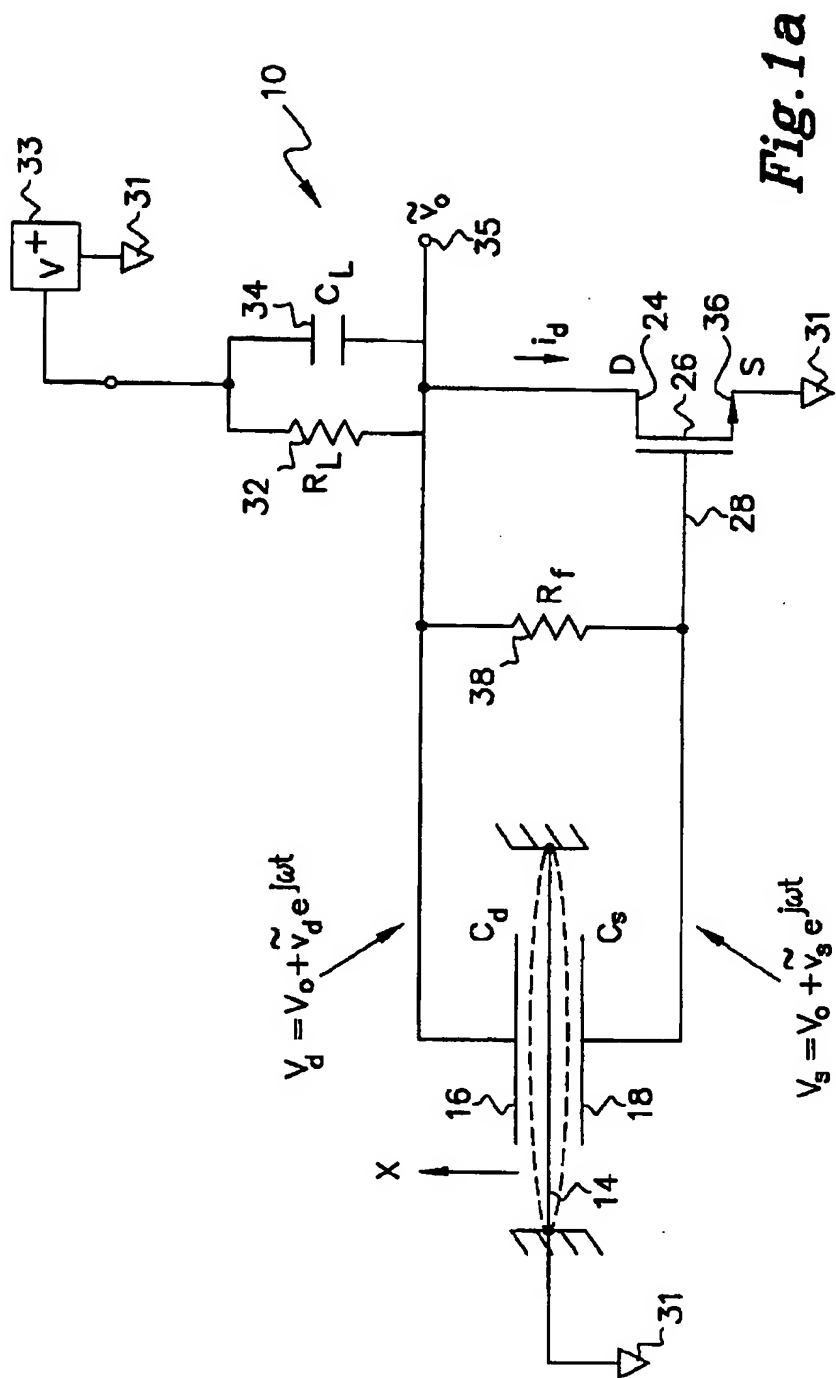 33
V+
31
10
34
C_L
32
R_L
ṽ_o
35
i_d
D
24
26
36
S
31
28
R_f
38
V_d = V_o + ṽ_d e^jωt
C_d
C_s
16
18
X
14
31
V_s = V_o + ṽ_s e^jωt
Fig.1a